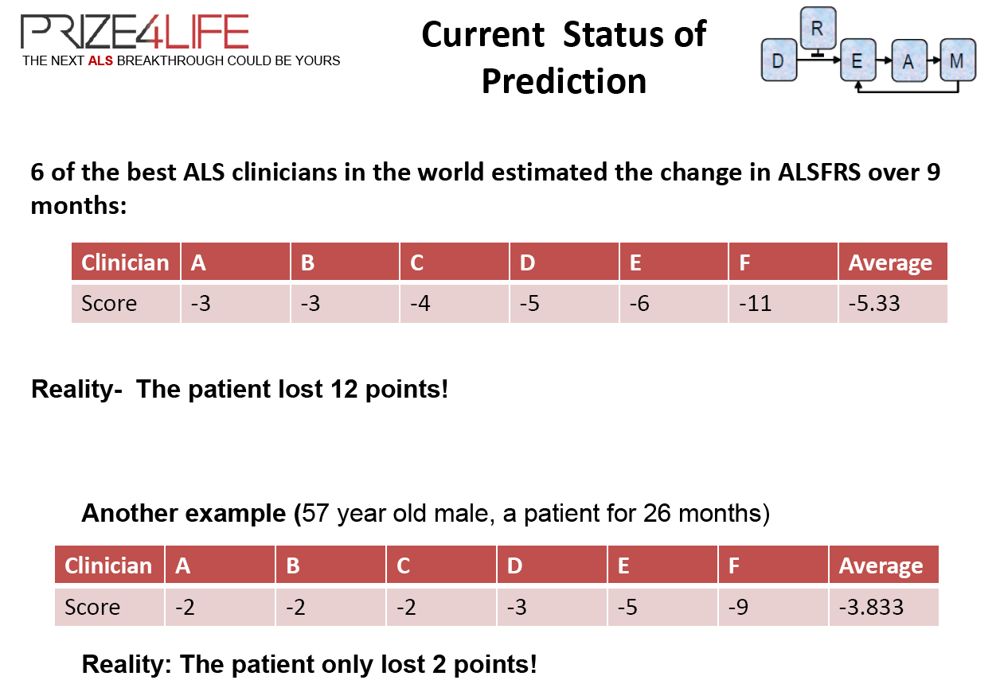 PRIZE4LIFE
THE NEXT ALS BREAKTHROUGH COULD BE YOURS
Current Status of
Prediction
R
D E A M
6 of the best ALS clinicians in the world estimated the change in ALSFRS over 9
months:
Clinician A B C D E F Average
Score -3 -3 -4 -5 -6 -11 -5.33
Reality- The patient lost 12 points!
Another example (57 year old male, a patient for 26 months)
Clinician A B C D E F Average
Score -2 -2 -2 -3 -5 -9 -3.833
Reality: The patient only lost 2 points!